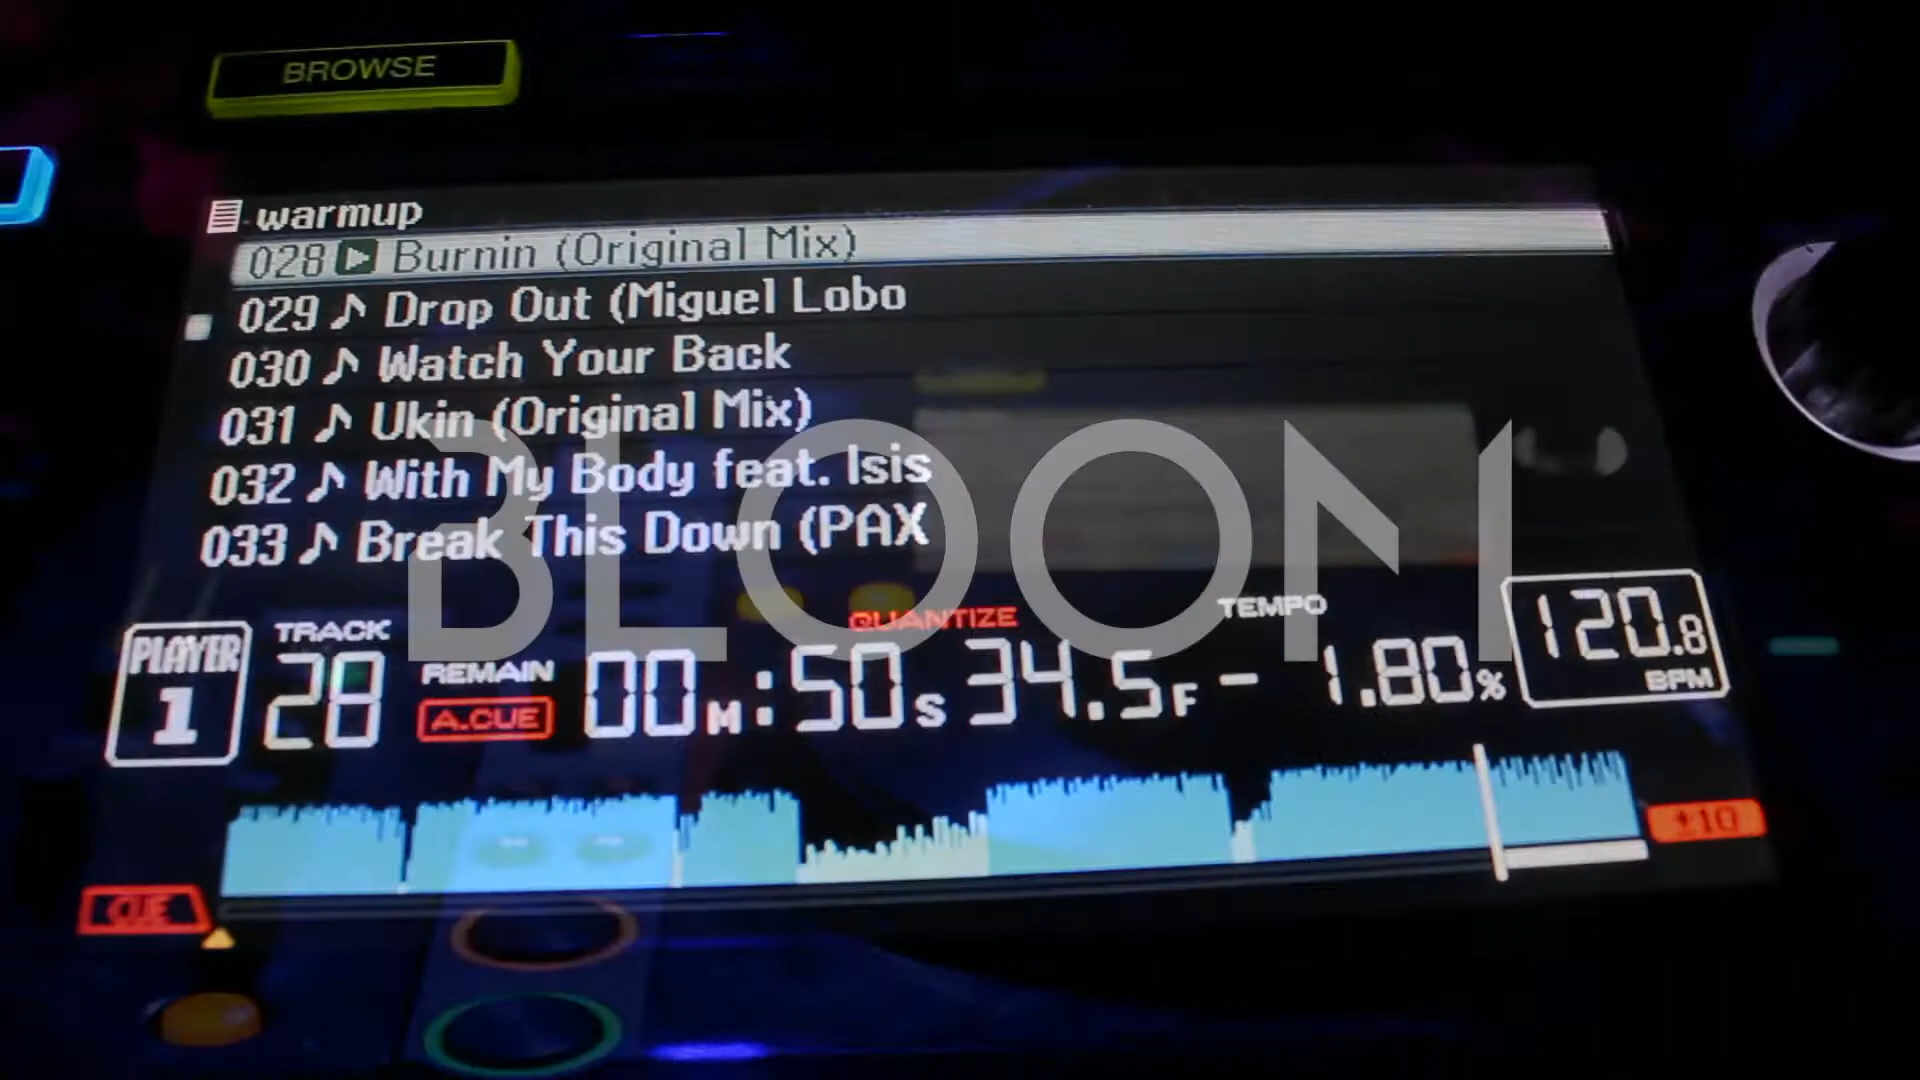 BROWSE
warmup
028 Burnin (Original Mix)
029 ♪ Drop Out (Miguel Lobo
030 ♪ Watch Your Back
031 ♪ Ukin (Original Mix)
032 ♪ With My Body feat. Isis
033 ♪ Break This Down (PAX
BLOOM
PLAYER
1
TRACK
28
REMAIN
A.CUE
QUANTIZE
00M:50S34.5F
TEMPO
-1.80%
120.8
BPM
±10
CUE